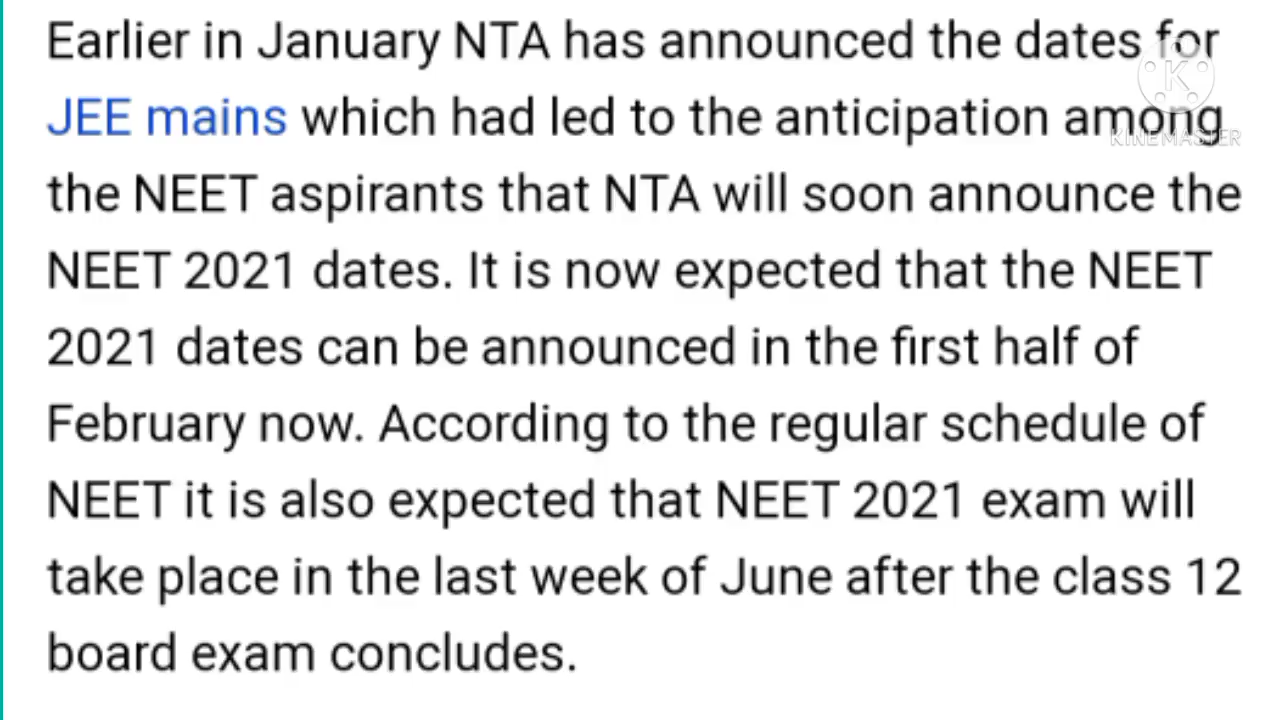 Earlier in January NTA has announced the dates for
JEE mains which had led to the anticipation among
the NEET aspirants that NTA will soon announce the
NEET 2021 dates. It is now expected that the NEET
2021 dates can be announced in the first half of
February now. According to the regular schedule of
NEET it is also expected that NEET 2021 exam will
take place in the last week of June after the class 12
board exam concludes.
K
KINEMASTER